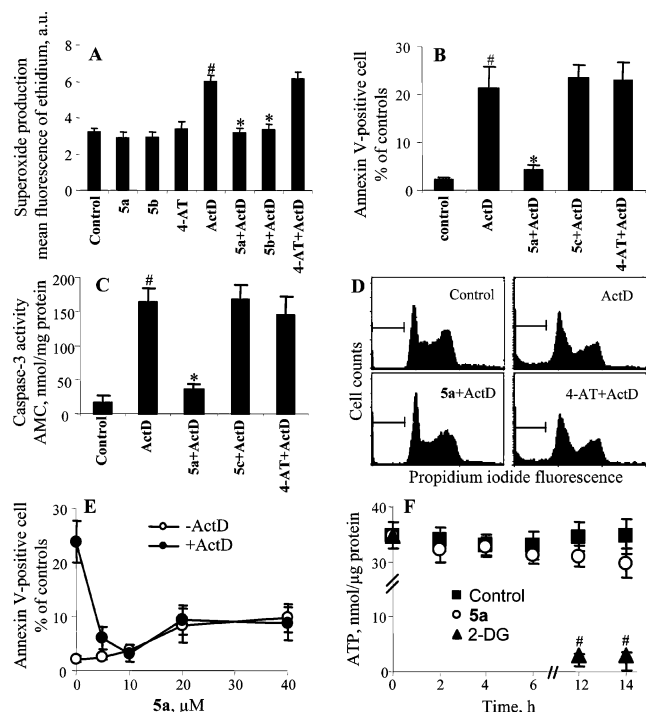 A
Superoxide production
mean fluorescence of ethidium, a.u.
8
6
4
2
0
#
*
*
Control
5a
5b
4-AT
ActD
5a+ActD
5b+ActD
4-AT+ActD
B
Annexin V-positive cell
% of controls
30
20
10
0
#
*
control
ActD
5a+ActD
5c+ActD
4-AT+ActD
C
Caspasc-3 activity
AMC, nmol/mg protein
200
150
100
50
0
#
*
Control
ActD
5a+ActD
5c+ActD
4-AT+ActD
D
Cell counts
Control
ActD
5a+ActD
4-AT+ActD
Propidium iodide fluorescence
E
Annexin V-positive cell
% of controls
30
20
10
0
-ActD
+ActD
0
10
20
30
40
5a, µM
F
ATP, nmol/µg protein
40
30
10
0
Control
5a
2-DG
#
#
0
2
4
6
12
14
Time, h